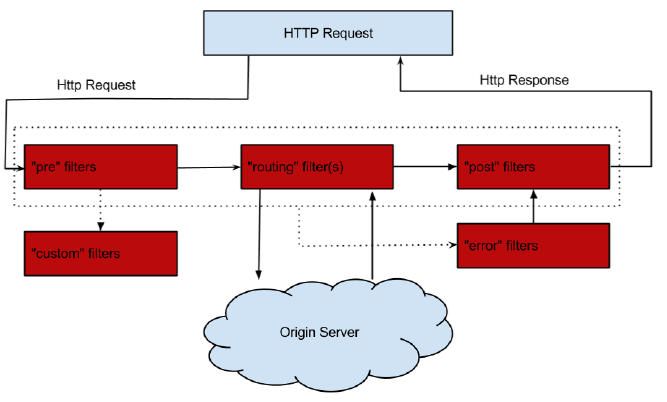 HTTP Request
Http Request
Http Response
"pre" filters
"routing" filter(s)
"post" filters
"custom" filters
"error" filters
Origin Server